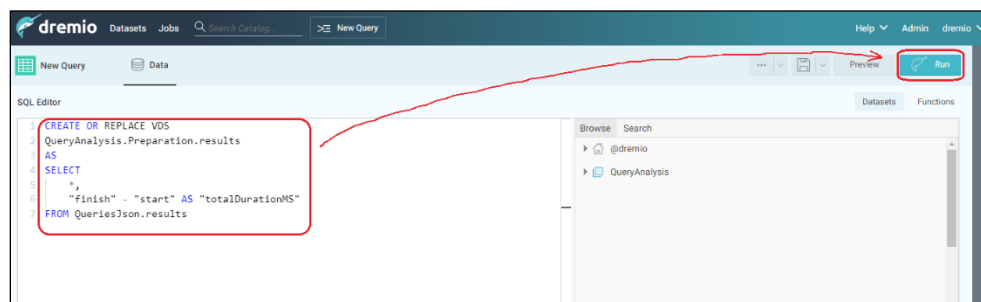 dremio Datasets Jobs Search Catalog... New Query Help Admin dremio
New Query Data ... Preview Run
SQL Editor Datasets Functions
1 CREATE OR REPLACE VDS
2 QueryAnalysis.Preparation.results
3 AS
4 SELECT
5 *,
6 "finish" - "start" AS "totalDurationMS"
7 FROM QueriesJson.results
Browse Search
@dremio
QueryAnalysis